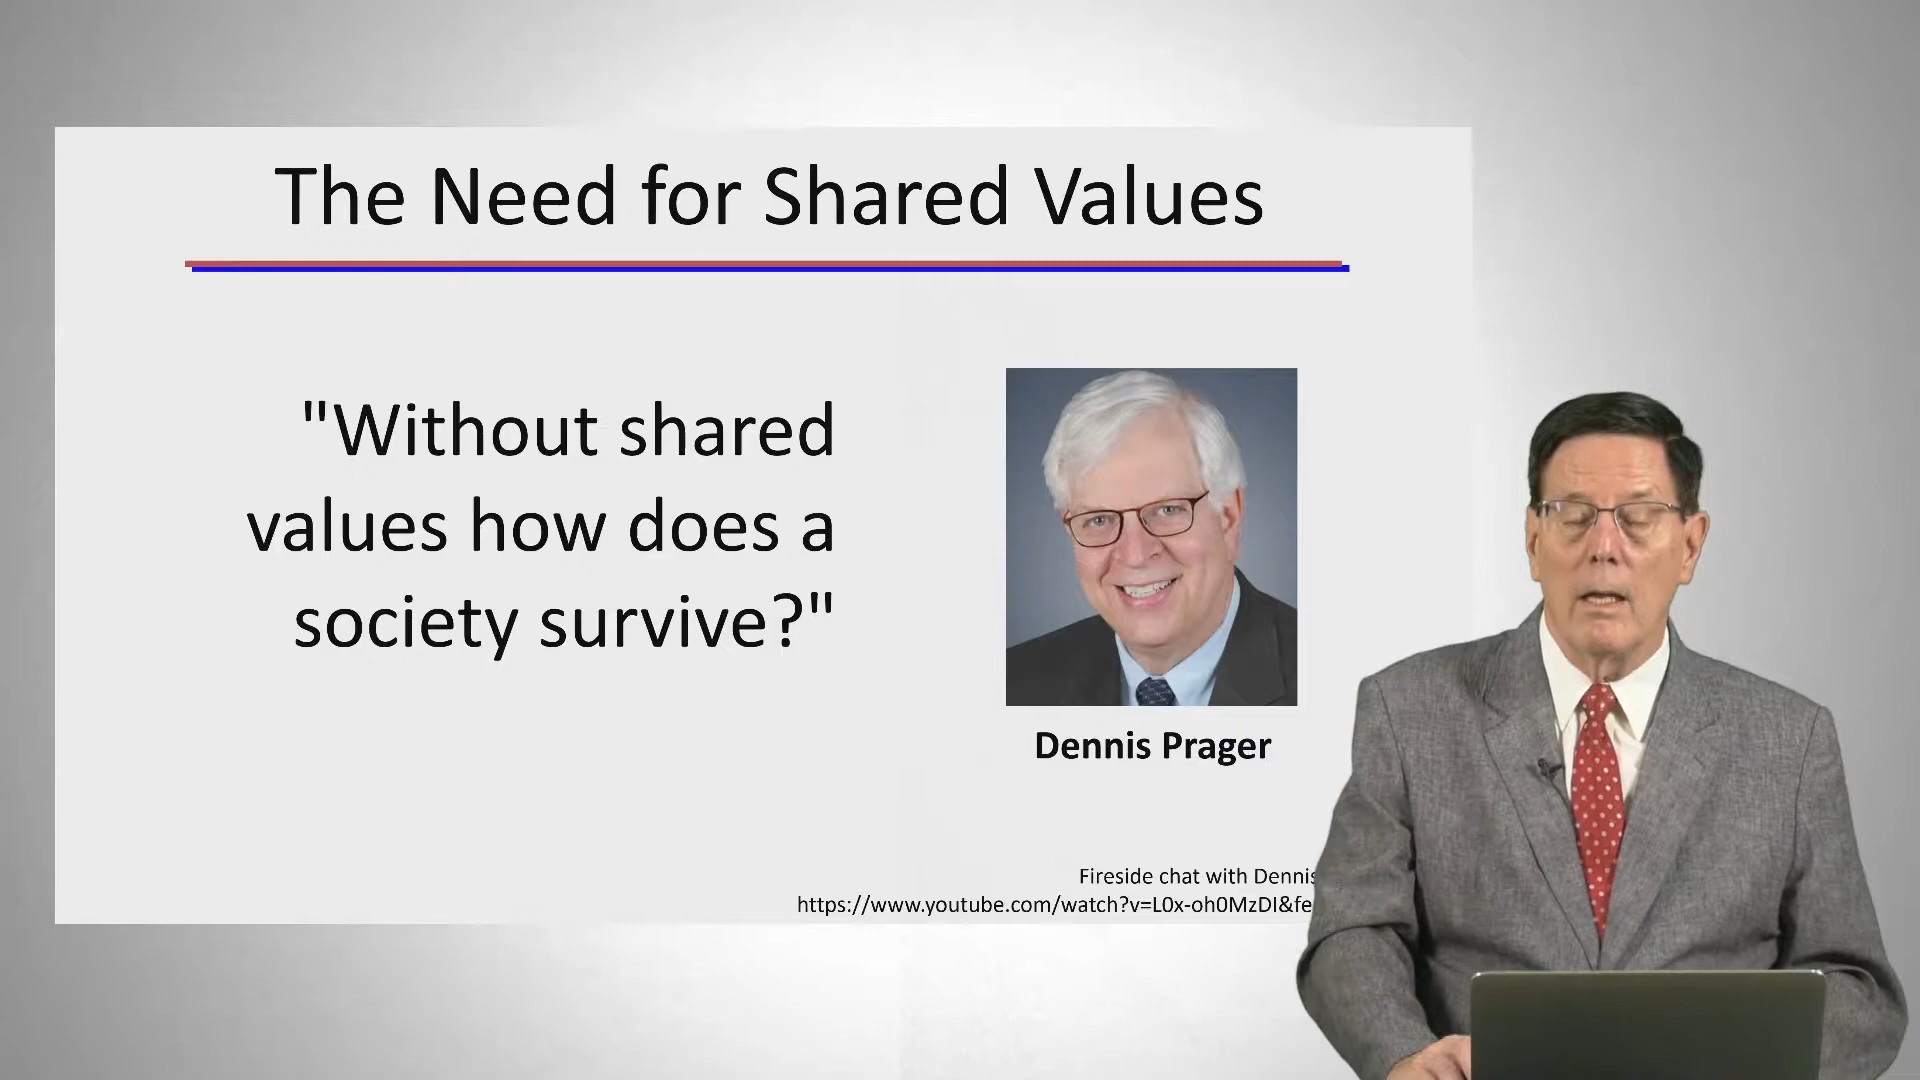 The Need for Shared Values
"Without shared
values how does a
society survive?"
Dennis Prager
Fireside chat with Dennis
https://www.youtube.com/watch?v=L0x-oh0MzDI&fe